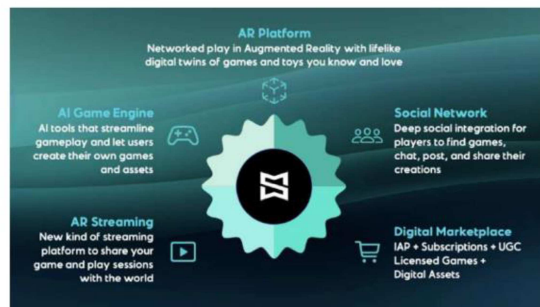 AR Platform
Networked play in Augmented Reality with lifelike
digital twins of games and toys you know and love
AI Game Engine
AI tools that streamline
gameplay and let users
create their own games
and assets
Social Network
Deep social integration for
players to find games,
chat, post, and share their
creations
AR Streaming
New kind of streaming
platform to share your
game and play sessions
with the world
Digital Marketplace
IAP + Subscriptions + UGC
Licensed Games +
Digital Assets